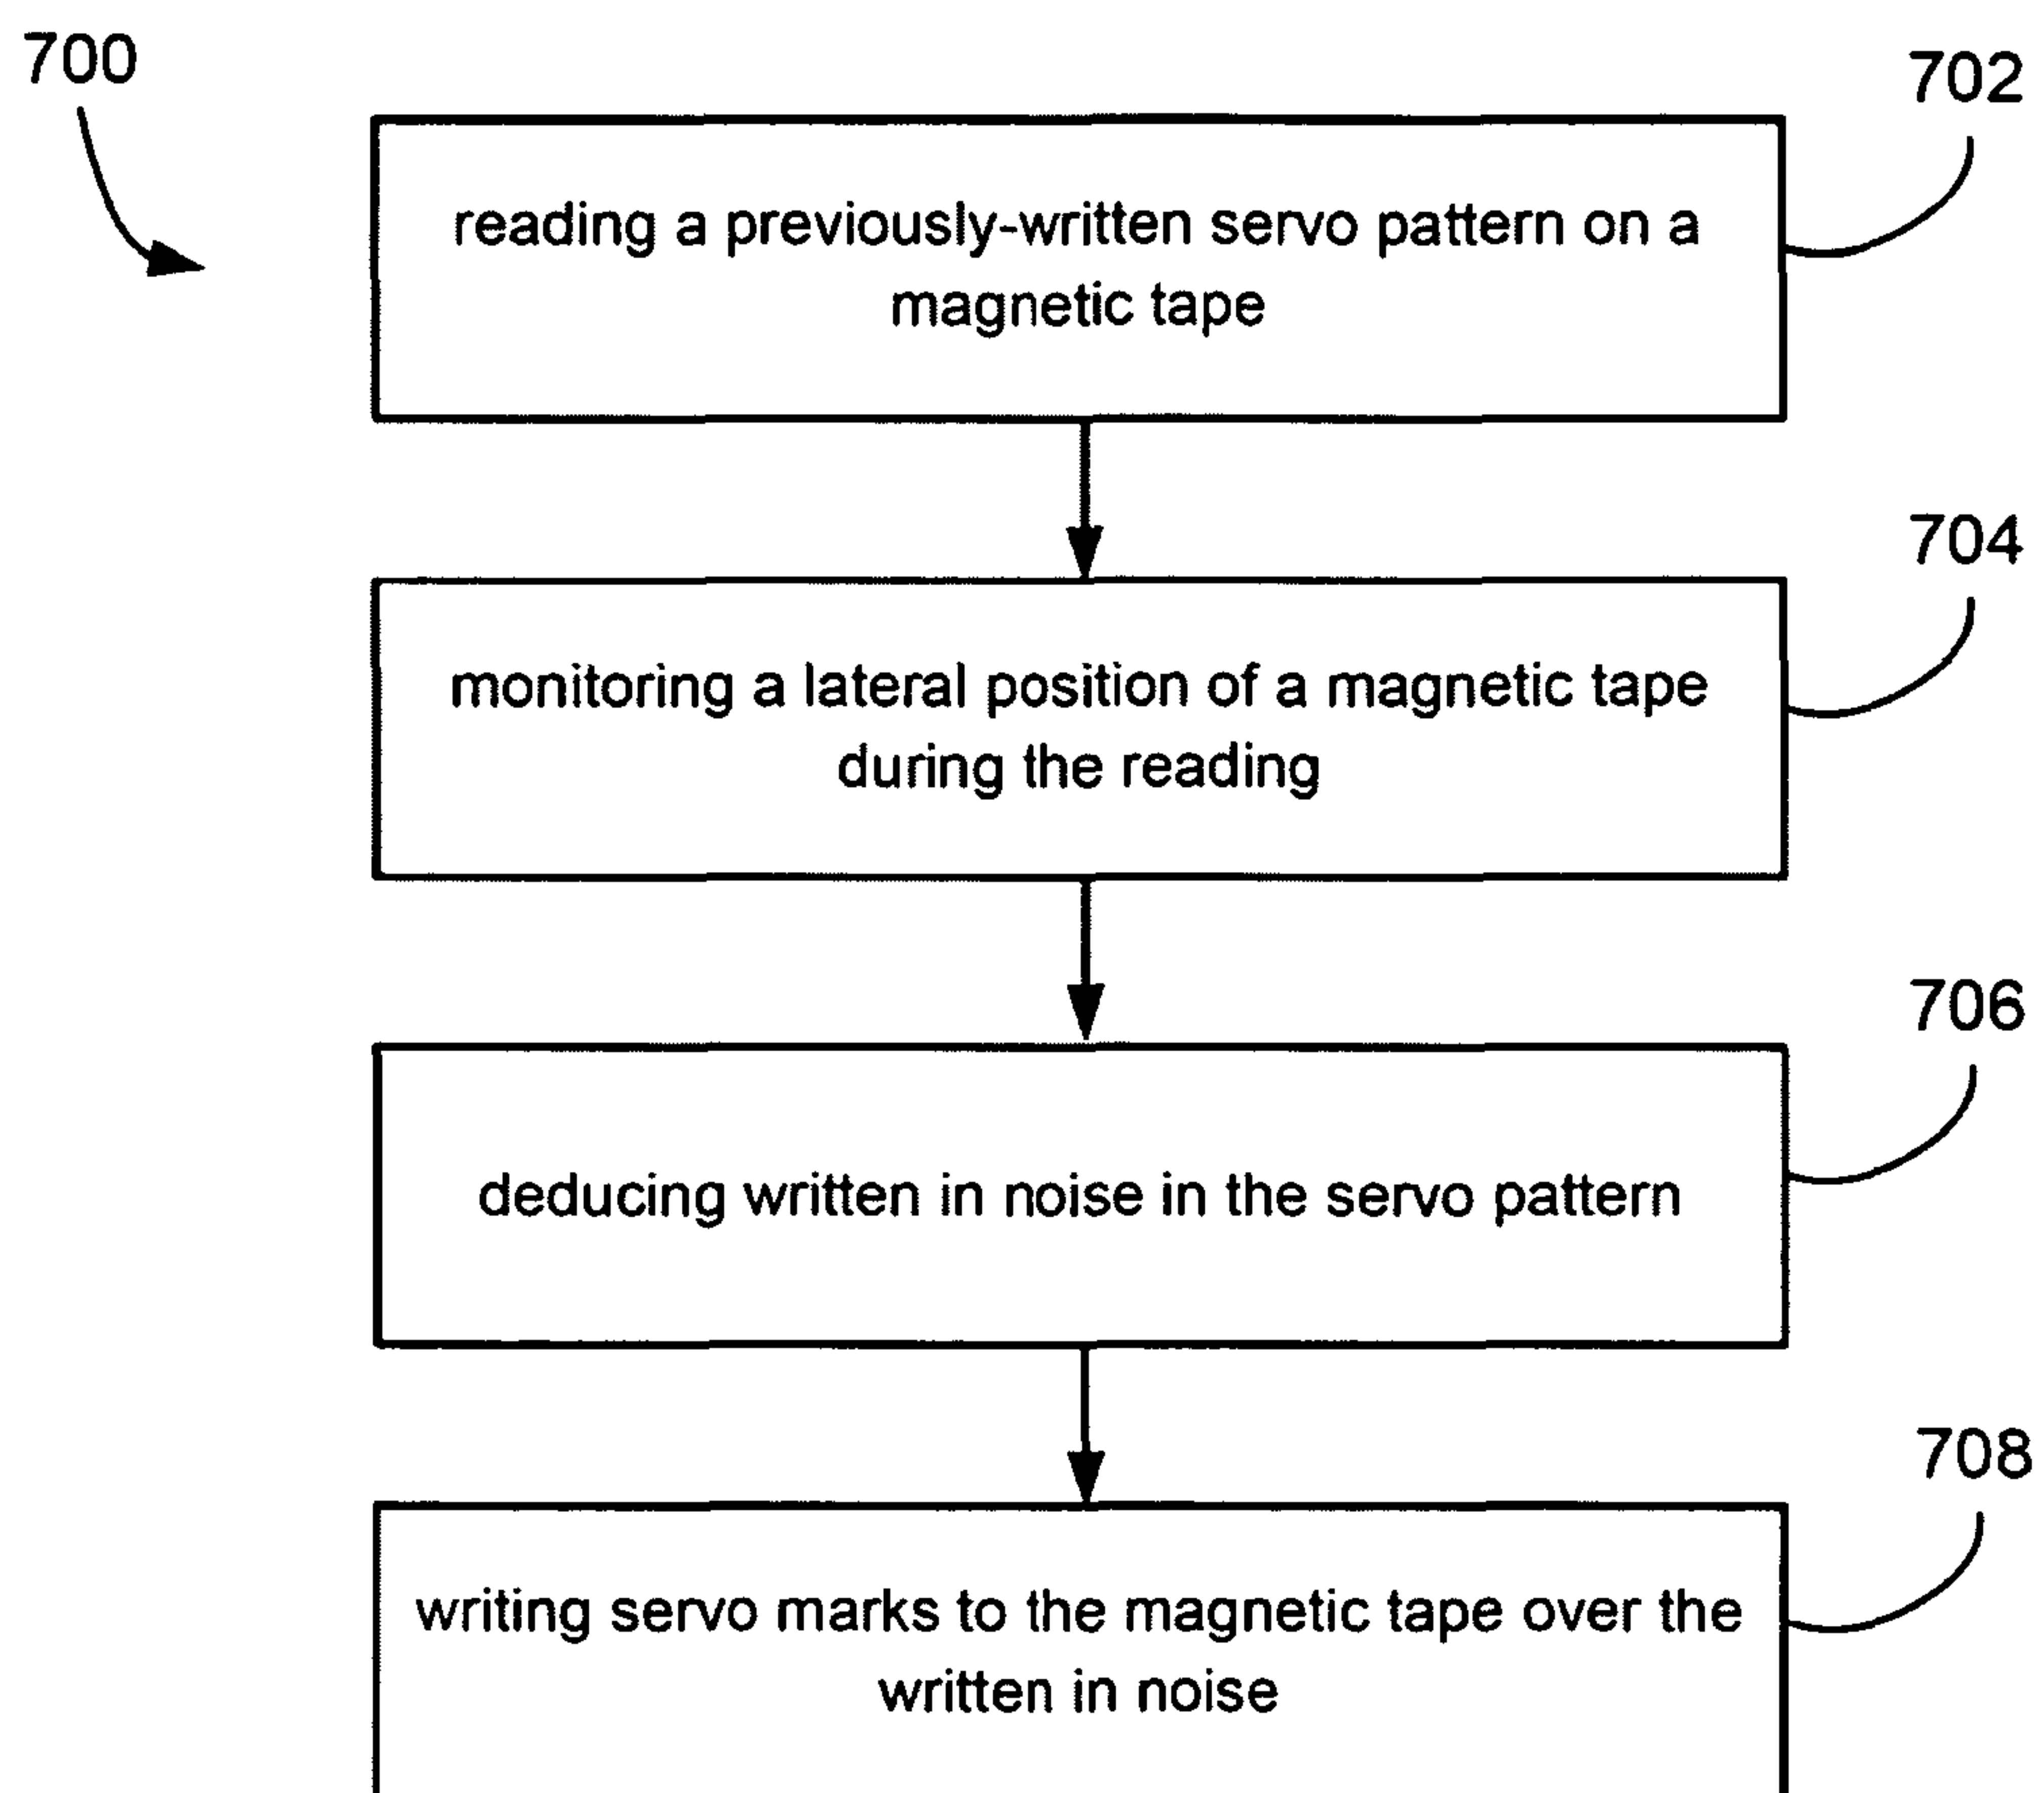 700
702
reading a previously-written servo pattern on a
magnetic tape
704
monitoring a lateral position of a magnetic tape
during the reading
706
deducing written in noise in the servo pattern
708
writing servo marks to the magnetic tape over the
written in noise